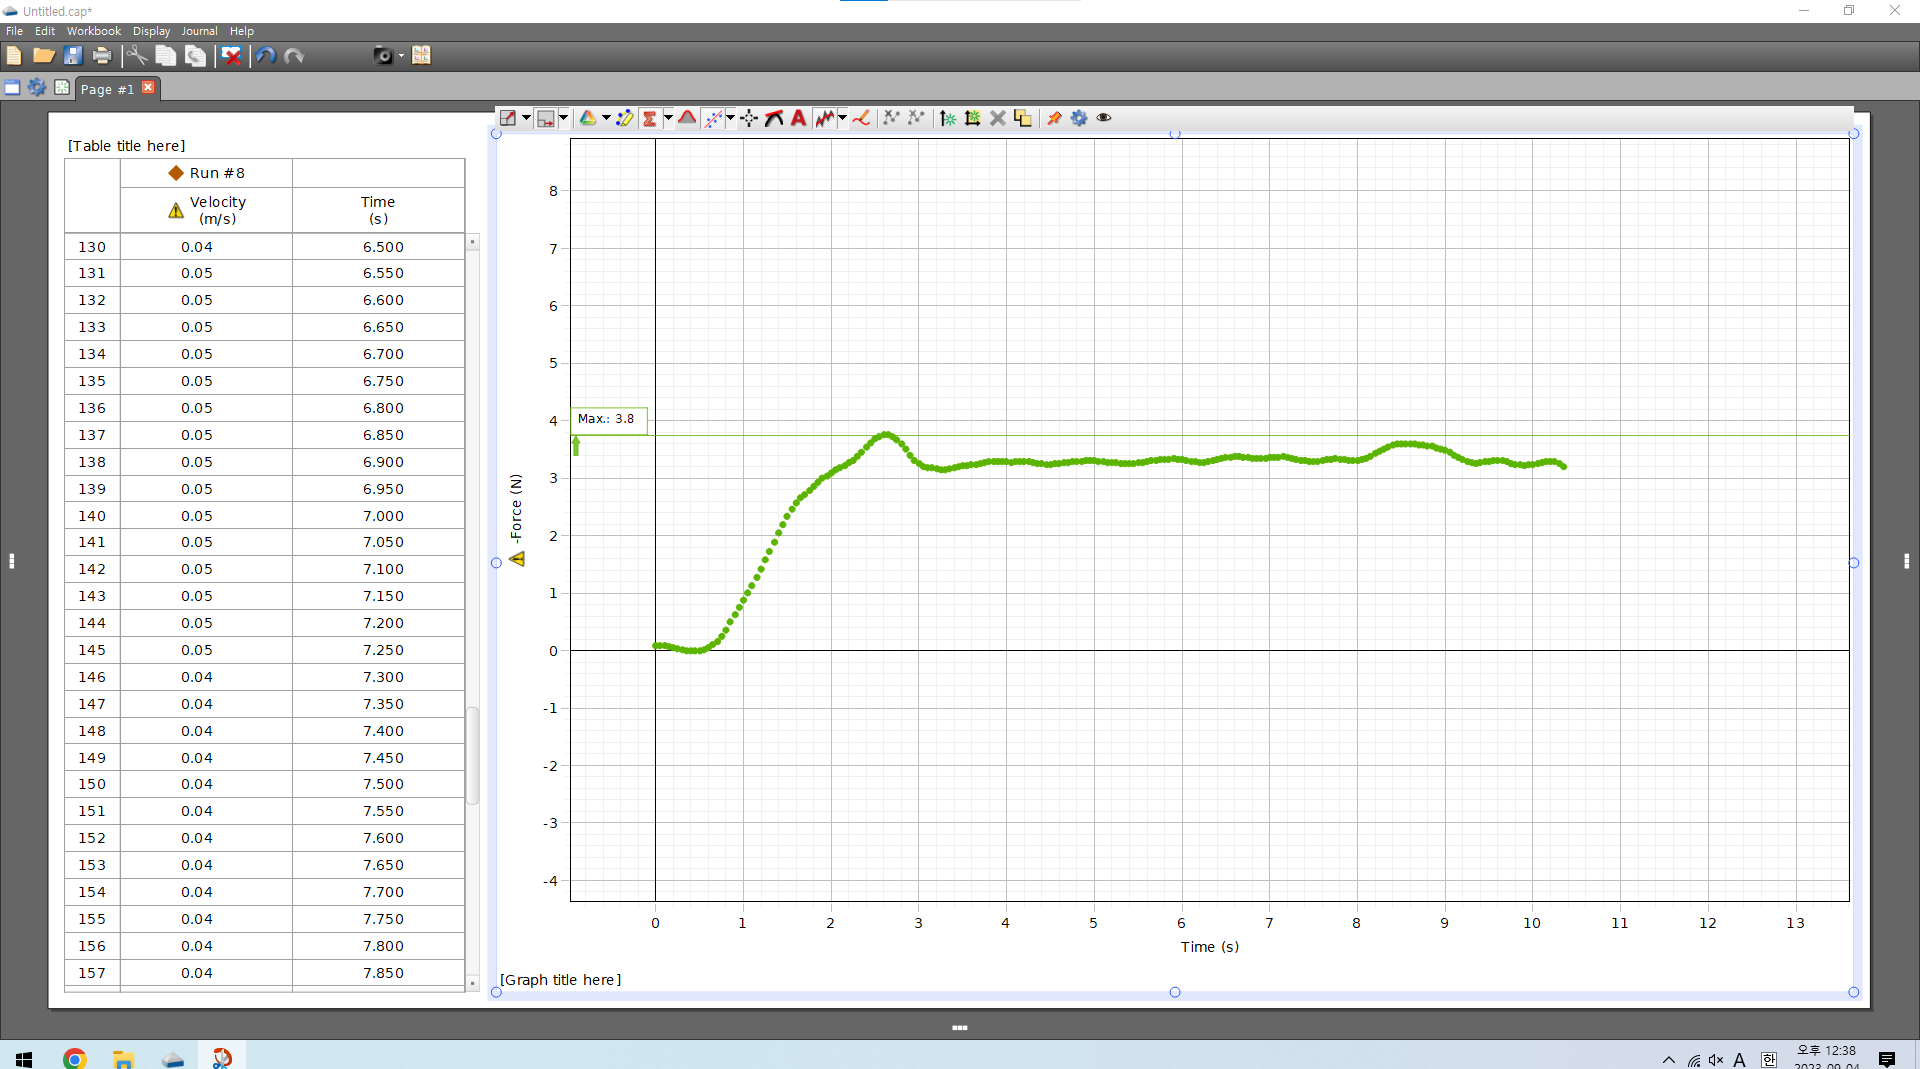 Untitled.cap*
File Edit Workbook Display Journal Help
Page #1
[Table title here]
Run #8
Velocity (m/s) Time (s)
130 0.04 6.500
131 0.05 6.550
132 0.05 6.600
133 0.05 6.650
134 0.05 6.700
135 0.05 6.750
136 0.05 6.800
137 0.05 6.850
138 0.05 6.900
139 0.05 6.950
140 0.05 7.000
141 0.05 7.050
142 0.05 7.100
143 0.05 7.150
144 0.05 7.200
145 0.05 7.250
146 0.04 7.300
147 0.04 7.350
148 0.04 7.400
149 0.04 7.450
150 0.04 7.500
151 0.04 7.550
152 0.04 7.600
153 0.04 7.650
154 0.04 7.700
155 0.04 7.750
156 0.04 7.800
157 0.04 7.850
8
7
6
5
4
3
2
1
0
-1
-2
-3
-4
Max.: 3.8
-Force (N)
0 1 2 3 4 5 6 7 8 9 10 11 12 13
Time (s)
[Graph title here]
A 한 오후 12:38
2023-09-04